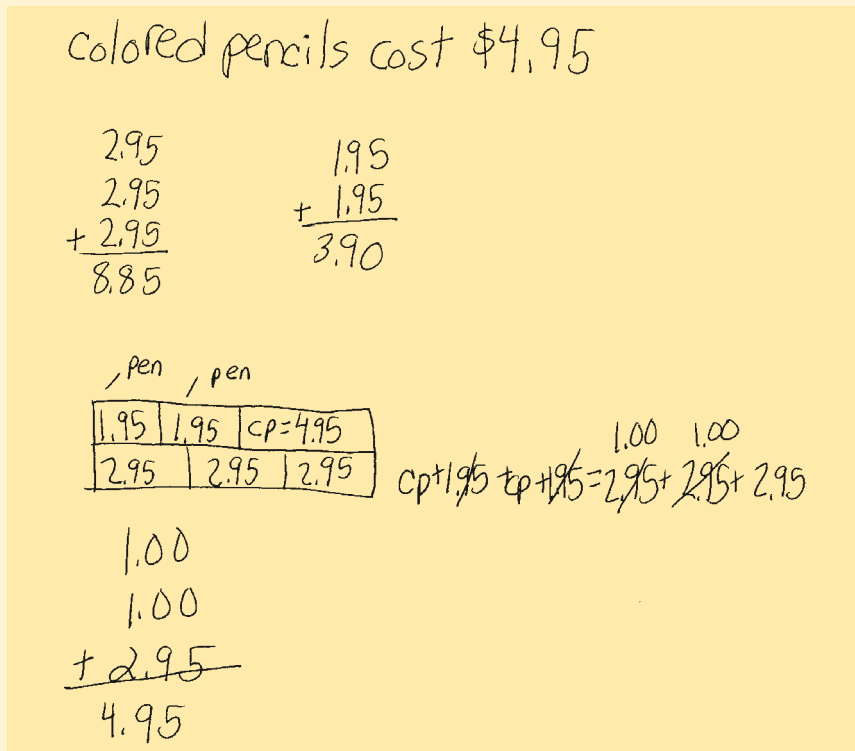 colored pencils cost $4.95
2.95
2.95
+ 2.95
8.85
1.95
+ 1.95
3.90
pen pen
1.95 1.95 cp=4.95
2.95 2.95 2.95
1.00 1.00
cp+1.95 +cp+1.95=2.95+ 2.95+ 2.95
1.00
1.00
+ 2.95
4.95